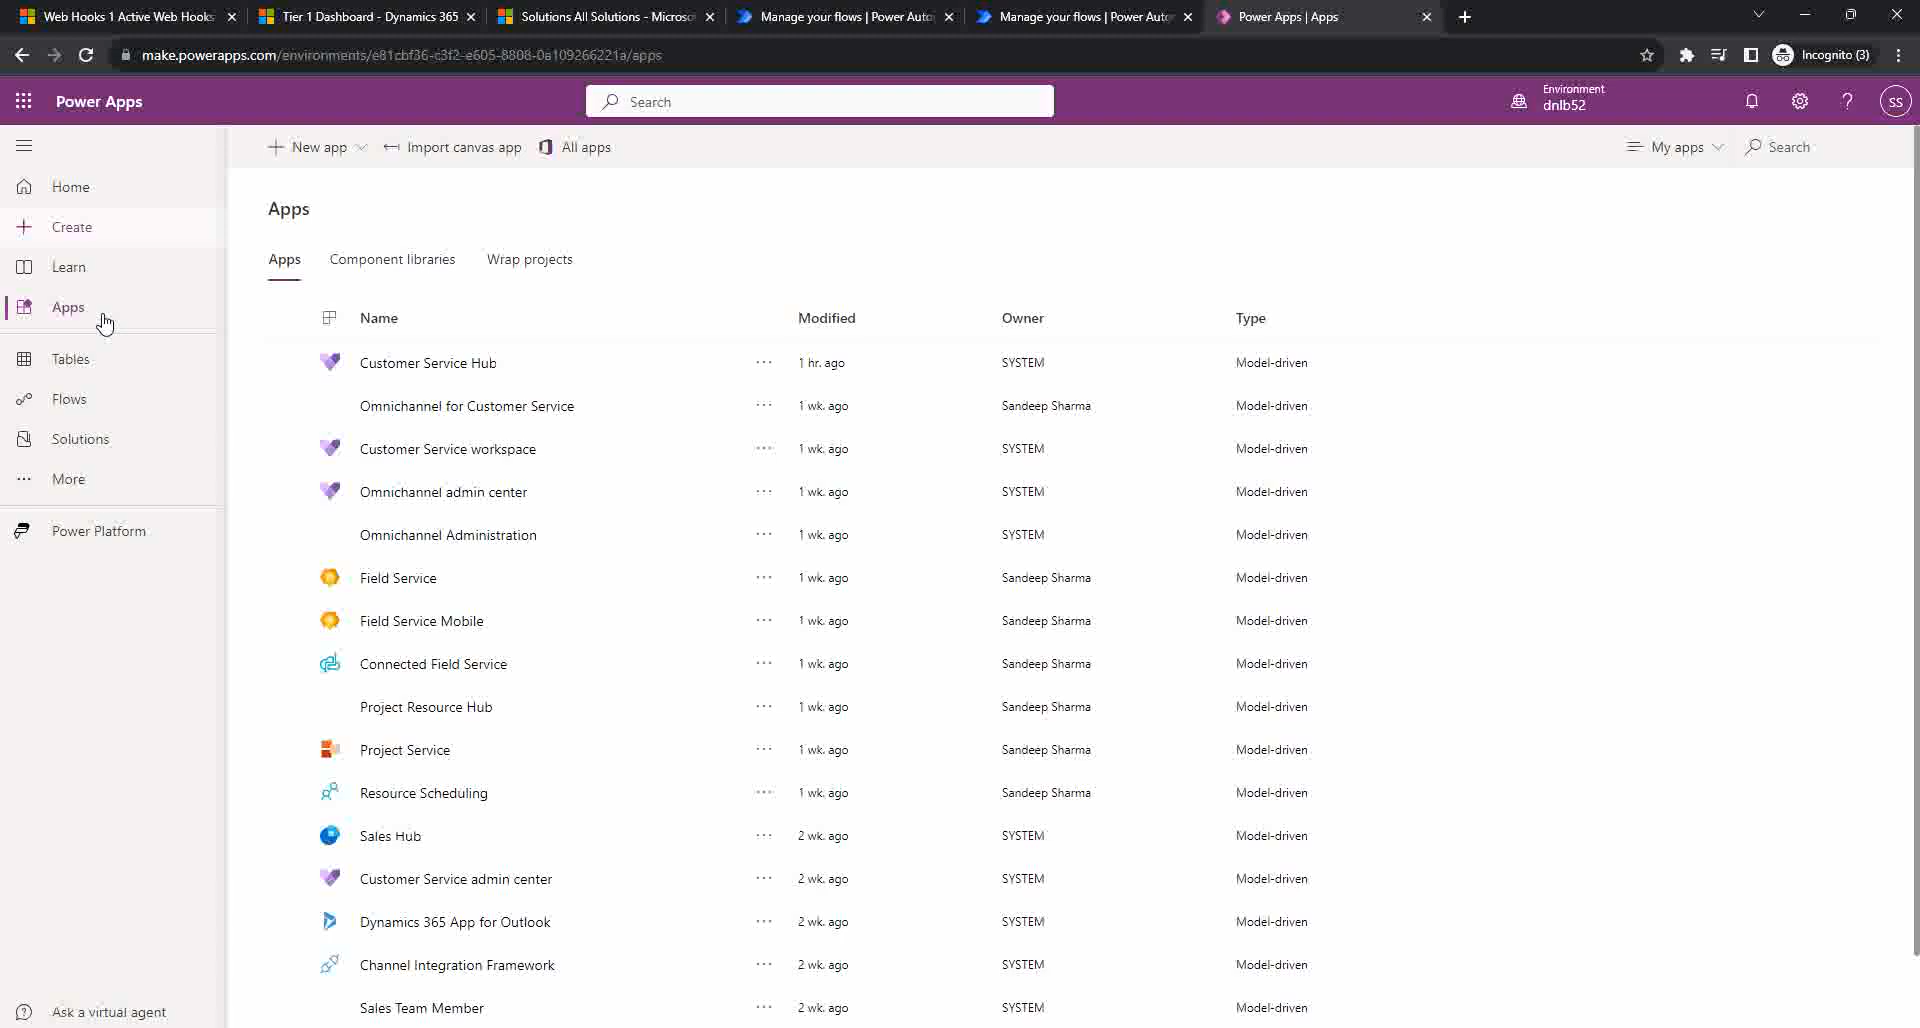 Web Hooks 1 Active Web Hooks
Tier 1 Dashboard - Dynamics 365
Solutions All Solutions - Micros
Manage your flows | Power Auto
Manage your flows | Power Auto
Power Apps | Apps
make.powerapps.com/environments/e81cbf36-c3f2-e605-8808-0a109266221a/apps
Incognito (3)
Power Apps
Search
Environment
dnlb52
SS
New app
Import canvas app
All apps
My apps
Search
Home
Create
Learn
Apps
Tables
Flows
Solutions
More
Power Platform
Ask a virtual agent
Apps
Apps Component libraries Wrap projects
Name Modified Owner Type
Customer Service Hub ... 1 hr. ago SYSTEM Model-driven
Omnichannel for Customer Service ... 1 wk. ago Sandeep Sharma Model-driven
Customer Service workspace ... 1 wk. ago SYSTEM Model-driven
Omnichannel admin center ... 1 wk. ago SYSTEM Model-driven
Omnichannel Administration ... 1 wk. ago SYSTEM Model-driven
Field Service ... 1 wk. ago Sandeep Sharma Model-driven
Field Service Mobile ... 1 wk. ago Sandeep Sharma Model-driven
Connected Field Service ... 1 wk. ago Sandeep Sharma Model-driven
Project Resource Hub ... 1 wk. ago Sandeep Sharma Model-driven
Project Service ... 1 wk. ago Sandeep Sharma Model-driven
Resource Scheduling ... 1 wk. ago Sandeep Sharma Model-driven
Sales Hub ... 2 wk. ago SYSTEM Model-driven
Customer Service admin center ... 2 wk. ago SYSTEM Model-driven
Dynamics 365 App for Outlook ... 2 wk. ago SYSTEM Model-driven
Channel Integration Framework ... 2 wk. ago SYSTEM Model-driven
Sales Team Member ... 2 wk. ago SYSTEM Model-driven